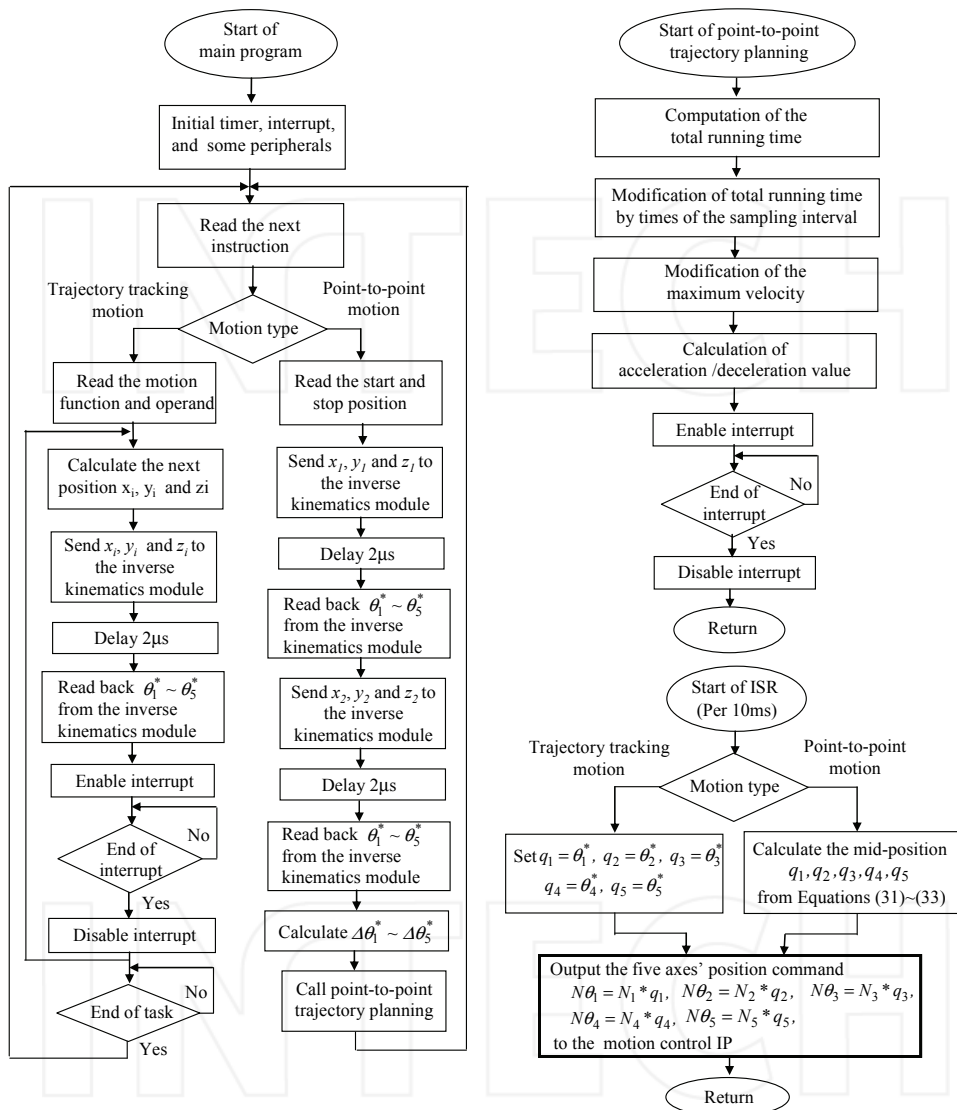 Start of
main program
Initial timer, interrupt,
and some peripherals
Read the next
instruction
Trajectory tracking
motion
Point-to-point
motion
Motion type
Read the motion
function and operand
Calculate the next
position xᵢ, yᵢ and zi
Send xᵢ, yᵢ and zᵢ to
the inverse
kinematics module
Delay 2μs
Read back θ₁* ~ θ₅*
from the inverse
kinematics module
Enable interrupt
No
End of
interrupt
Yes
Disable interrupt
No
End of task
Yes
Read the start and
stop position
Send x₁, y₁ and z₁ to
the inverse
kinematics module
Delay 2μs
Read back θ₁* ~ θ₅*
from the inverse
kinematics module
Send x₂, y₂ and z₂ to
the inverse
kinematics module
Delay 2μs
Read back θ₁* ~ θ₅*
from the inverse
kinematics module
Calculate Δθ₁* ~ Δθ₅*
Call point-to-point
trajectory planning
Start of point-to-point
trajectory planning
Computation of the
total running time
Modification of total running time
by times of the sampling interval
Modification of the
maximum velocity
Calculation of
acceleration /deceleration value
Enable interrupt
No
End of
interrupt
Yes
Disable interrupt
Return
Start of ISR
(Per 10ms)
Trajectory tracking
motion
Point-to-point
motion
Motion type
Set q₁ = θ₁*, q₂ = θ₂*, q₃ = θ₃*
q₄ = θ₄*, q₅ = θ₅*
Calculate the mid-position
q₁, q₂, q₃, q₄, q₅
from Equations (31)~(33)
Output the five axes' position command
Nθ₁ = N₁ * q₁, Nθ₂ = N₂ * q₂, Nθ₃ = N₃ * q₃,
Nθ₄ = N₄ * q₄, Nθ₅ = N₅ * q₅,
to the motion control IP
Return
INTECH
INTECH
INTECH
INTECH